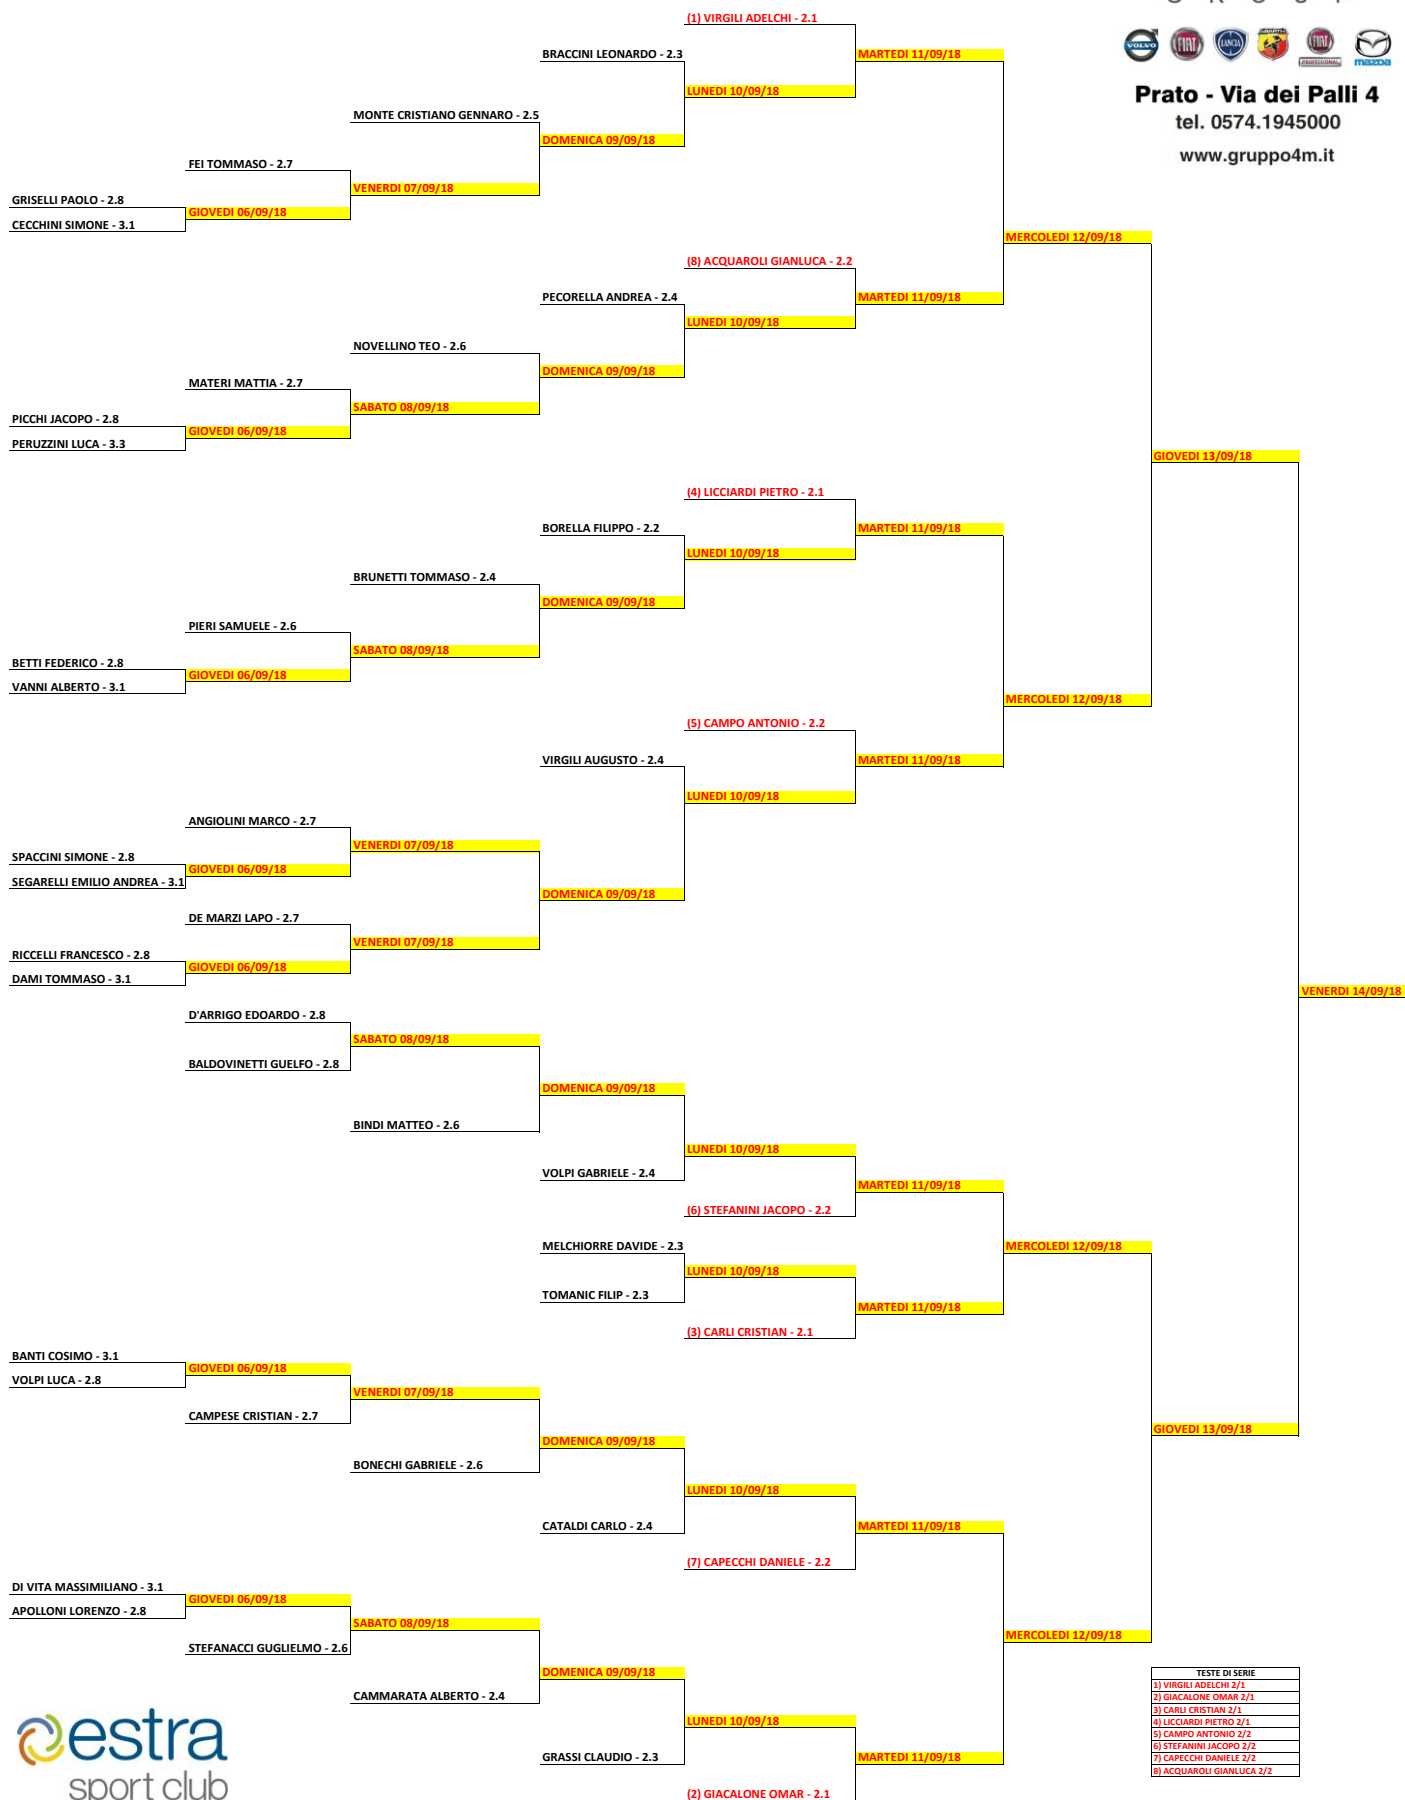 (1) VIRGILI ADELCHI - 2.1
BRACCINI LEONARDO - 2.3
MARTEDI 11/09/18
VOLVO
FIAT
LANCIA
ABARTH
FIAT
PROFESSIONAL
mazda
LUNEDI 10/09/18
Prato - Via dei Palli 4
tel. 0574.1945000
www.gruppo4m.it
MONTE CRISTIANO GENNARO - 2.5
DOMENICA 09/09/18
FEI TOMMASO - 2.7
VENERDI 07/09/18
GRISELLI PAOLO - 2.8
GIOVEDI 06/09/18
CECCHINI SIMONE - 3.1
MERCOLEDI 12/09/18
(8) ACQUAROLI GIANLUCA - 2.2
PECORELLA ANDREA - 2.4
MARTEDI 11/09/18
LUNEDI 10/09/18
NOVELLINO TEO - 2.6
DOMENICA 09/09/18
MATERI MATTIA - 2.7
SABATO 08/09/18
PICCHI JACOPO - 2.8
GIOVEDI 06/09/18
PERUZZINI LUCA - 3.3
GIOVEDI 13/09/18
(4) LICCIARDI PIETRO - 2.1
BORELLA FILIPPO - 2.2
MARTEDI 11/09/18
LUNEDI 10/09/18
BRUNETTI TOMMASO - 2.4
DOMENICA 09/09/18
PIERI SAMUELE - 2.6
SABATO 08/09/18
BETTI FEDERICO - 2.8
GIOVEDI 06/09/18
VANNI ALBERTO - 3.1
MERCOLEDI 12/09/18
(5) CAMPO ANTONIO - 2.2
VIRGILI AUGUSTO - 2.4
MARTEDI 11/09/18
LUNEDI 10/09/18
ANGIOLINI MARCO - 2.7
VENERDI 07/09/18
SPACCINI SIMONE - 2.8
GIOVEDI 06/09/18
SEGARELLI EMILIO ANDREA - 3.1
DOMENICA 09/09/18
DE MARZI LAPO - 2.7
VENERDI 07/09/18
RICCELLI FRANCESCO - 2.8
GIOVEDI 06/09/18
DAMI TOMMASO - 3.1
VENERDI 14/09/18
D'ARRIGO EDOARDO - 2.8
SABATO 08/09/18
BALDOVINETTI GUELFO - 2.8
DOMENICA 09/09/18
BINDI MATTEO - 2.6
LUNEDI 10/09/18
VOLPI GABRIELE - 2.4
MARTEDI 11/09/18
(6) STEFANINI JACOPO - 2.2
MELCHIORRE DAVIDE - 2.3
MERCOLEDI 12/09/18
LUNEDI 10/09/18
TOMANIC FILIP - 2.3
MARTEDI 11/09/18
(3) CARLI CRISTIAN - 2.1
BANTI COSIMO - 3.1
GIOVEDI 06/09/18
VOLPI LUCA - 2.8
VENERDI 07/09/18
CAMPESE CRISTIAN - 2.7
GIOVEDI 13/09/18
DOMENICA 09/09/18
BONECHI GABRIELE - 2.6
LUNEDI 10/09/18
CATALDI CARLO - 2.4
MARTEDI 11/09/18
(7) CAPECCHI DANIELE - 2.2
DI VITA MASSIMILIANO - 3.1
GIOVEDI 06/09/18
APOLLONI LORENZO - 2.8
SABATO 08/09/18
MERCOLEDI 12/09/18
STEFANACCI GUGLIELMO - 2.6
DOMENICA 09/09/18
CAMMARATA ALBERTO - 2.4
LUNEDI 10/09/18
GRASSI CLAUDIO - 2.3
MARTEDI 11/09/18
(2) GIACALONE OMAR - 2.1
TESTE DI SERIE
1) VIRGILI ADELCHI 2/1
2) GIACALONE OMAR 2/1
3) CARLI CRISTIAN 2/1
4) LICCIARDI PIETRO 2/1
5) CAMPO ANTONIO 2/2
6) STEFANINI JACOPO 2/2
7) CAPECCHI DANIELE 2/2
8) ACQUAROLI GIANLUCA 2/2
estra
sport club